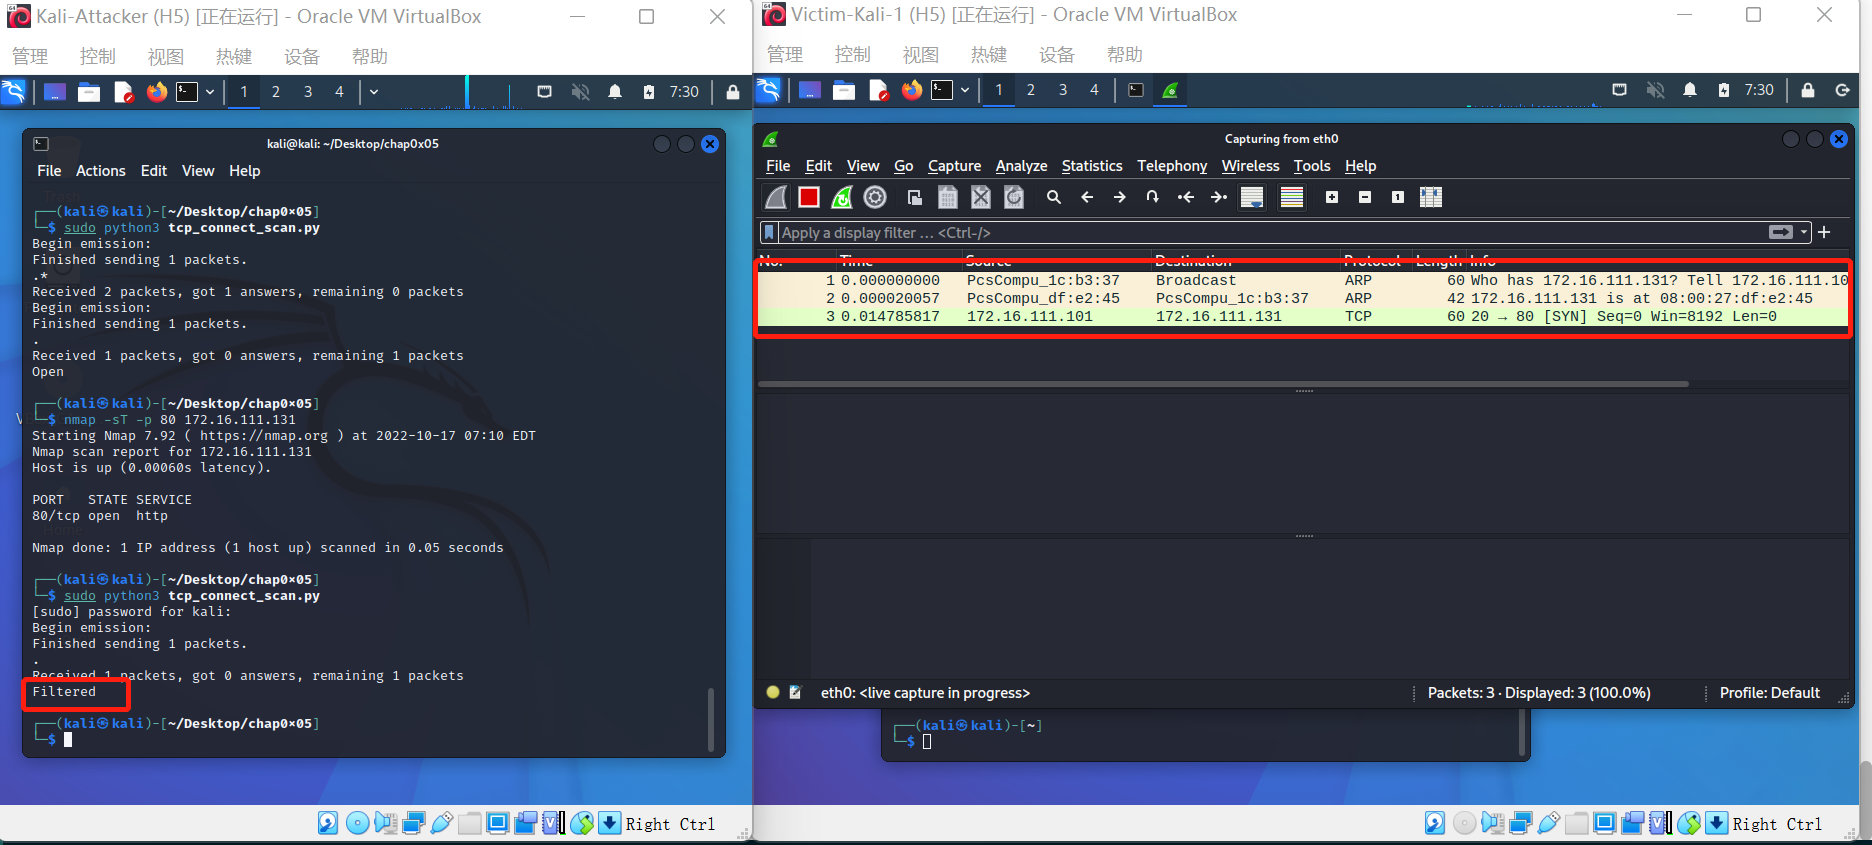 Kali-Attacker (H5) [正在运行] - Oracle VM VirtualBox
管理 控制 视图 热键 设备 帮助
1 2 3 4 7:30
kali@kali: ~/Desktop/chap0x05
File Actions Edit View Help
┌──(kali㉿kali)-[~/Desktop/chap0×05]
└─$ sudo python3 tcp_connect_scan.py
Begin emission:
Finished sending 1 packets.
.*
Received 2 packets, got 1 answers, remaining 0 packets
Begin emission:
Finished sending 1 packets.
.
Received 1 packets, got 0 answers, remaining 1 packets
Open
┌──(kali㉿kali)-[~/Desktop/chap0×05]
└─$ nmap -sT -p 80 172.16.111.131
Starting Nmap 7.92 ( https://nmap.org ) at 2022-10-17 07:10 EDT
Nmap scan report for 172.16.111.131
Host is up (0.00060s latency).
PORT   STATE SERVICE
80/tcp open  http
Nmap done: 1 IP address (1 host up) scanned in 0.05 seconds
┌──(kali㉿kali)-[~/Desktop/chap0×05]
└─$ sudo python3 tcp_connect_scan.py
[sudo] password for kali:
Begin emission:
Finished sending 1 packets.
.
Received 1 packets, got 0 answers, remaining 1 packets
Filtered
┌──(kali㉿kali)-[~/Desktop/chap0×05]
└─$
Right Ctrl
Victim-Kali-1 (H5) [正在运行] - Oracle VM VirtualBox
管理 控制 视图 热键 设备 帮助
1 2 3 4 7:30
Capturing from eth0
File Edit View Go Capture Analyze Statistics Telephony Wireless Tools Help
Apply a display filter … <Ctrl-/>
No. Time Source Destination Protocol Length Info
1 0.000000000 PcsCompu_1c:b3:37 Broadcast ARP 60 Who has 172.16.111.131? Tell 172.16.111.10
2 0.000020057 PcsCompu_df:e2:45 PcsCompu_1c:b3:37 ARP 42 172.16.111.131 is at 08:00:27:df:e2:45
3 0.014785817 172.16.111.101 172.16.111.131 TCP 60 20 → 80 [SYN] Seq=0 Win=8192 Len=0
eth0: <live capture in progress> Packets: 3 · Displayed: 3 (100.0%) Profile: Default
┌──(kali㉿kali)-[~]
└─$
Right Ctrl